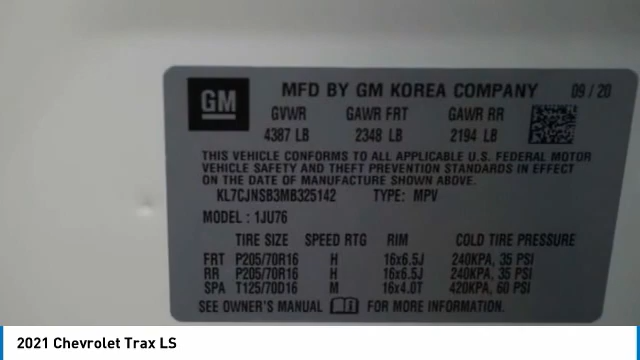 GM
MFD BY GM KOREA COMPANY 09 / 20
GVWR GAWR FRT GAWR RR
4387 LB 2348 LB 2194 LB
THIS VEHICLE CONFORMS TO ALL APPLICABLE U.S. FEDERAL MOTOR
VEHICLE SAFETY AND THEFT PREVENTION STANDARDS IN EFFECT
ON THE DATE OF MANUFACTURE SHOWN ABOVE.
KL7CJNSB3MB325142 TYPE: MPV
MODEL : 1JU76
TIRE SIZE SPEED RTG RIM COLD TIRE PRESSURE
FRT P205/70R16 H 16x6.5J 240KPA, 35 PSI
RR P205/70R16 H 16x6.5J 240KPA, 35 PSI
SPA T125/70D16 M 16x4.0T 420KPA, 60 PSI
SEE OWNER'S MANUAL FOR MORE INFORMATION.
2021 Chevrolet Trax LS